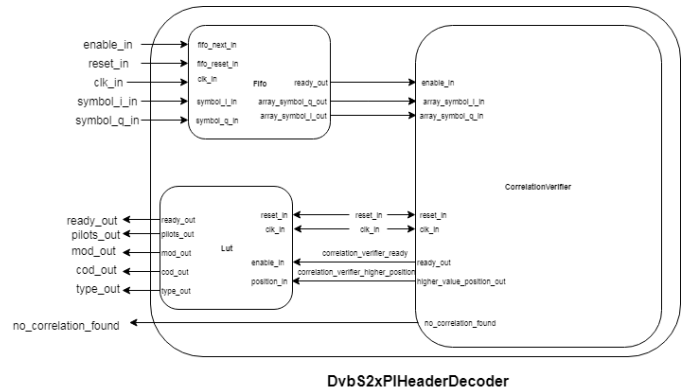 enable_in
reset_in
clk_in
symbol_i_in
symbol_q_in
fifo_next_in
fifo_reset_in
clk_in
symbol_i_in
symbol_q_in
Fifo
ready_out
array_symbol_q_out
array_symbol_i_out
enable_in
array_symbol_i_in
array_symbol_q_in
CorrelationVerifier
ready_out
pilots_out
mod_out
cod_out
type_out
ready_out
pilots_out
mod_out
cod_out
type_out
Lut
reset_in
clk_in
enable_in
position_in
reset_in
clk_in
correlation_verifier_ready
correlation_verifier_higher_position
reset_in
clk_in
ready_out
higher_value_position_out
no_correlation_found
no_correlation_found
DvbS2xPlHeaderDecoder